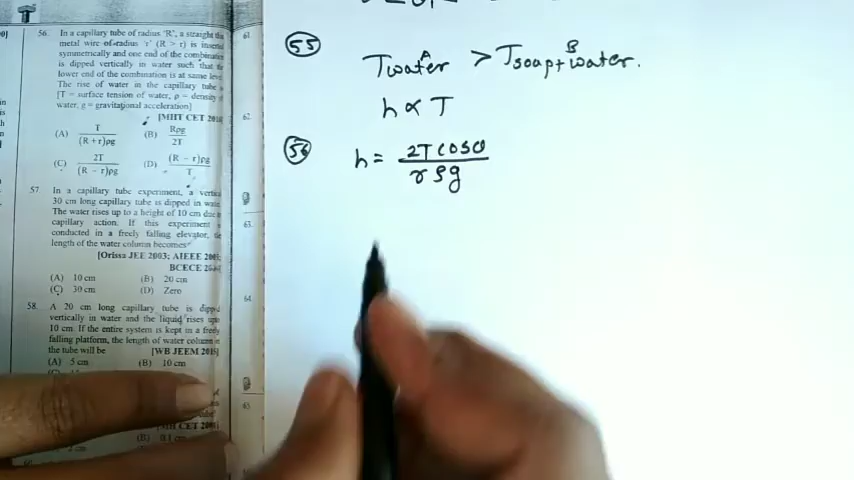 56. In a capillary tube of radius 'R', a straight thin
metal wire of radius 'r' (R > r) is inserted
symmetrically and one end of the combination
is dipped vertically in water such that the
lower end of the combination is at same level
The rise of water in the capillary tube is
[T = surface tension of water, ρ = density of
water, g = gravitational acceleration]
[MHT CET
(A) T / (R + r)ρg (B) Rρg / 2T
(C) 2T / (R − r)ρg (D) (R − r)ρg / T
57. In a capillary tube experiment, a vertical
30 cm long capillary tube is dipped in water
The water rises up to a height of 10 cm due
capillary action. If this experiment
conducted in a freely falling elevator, the
length of the water column becomes
[Orissa JEE 2003; AIEEE
BCECE
(A) 10 cm (B) 20 cm
(C) 30 cm (D) Zero
58. A 20 cm long capillary tube is dipped
vertically in water and the liquid rises upto
10 cm. If the entire system is kept in a freely
falling platform, the length of water column in
the tube will be [WB JEEM 2015]
(A) 5 cm (B) 10 cm
CET
(B) 0.1 cm
61.
62.
63.
64.
65.
55
A B
Twater > Tsoap+water.
h ∝ T
56 h = 2T cosθ / rρg